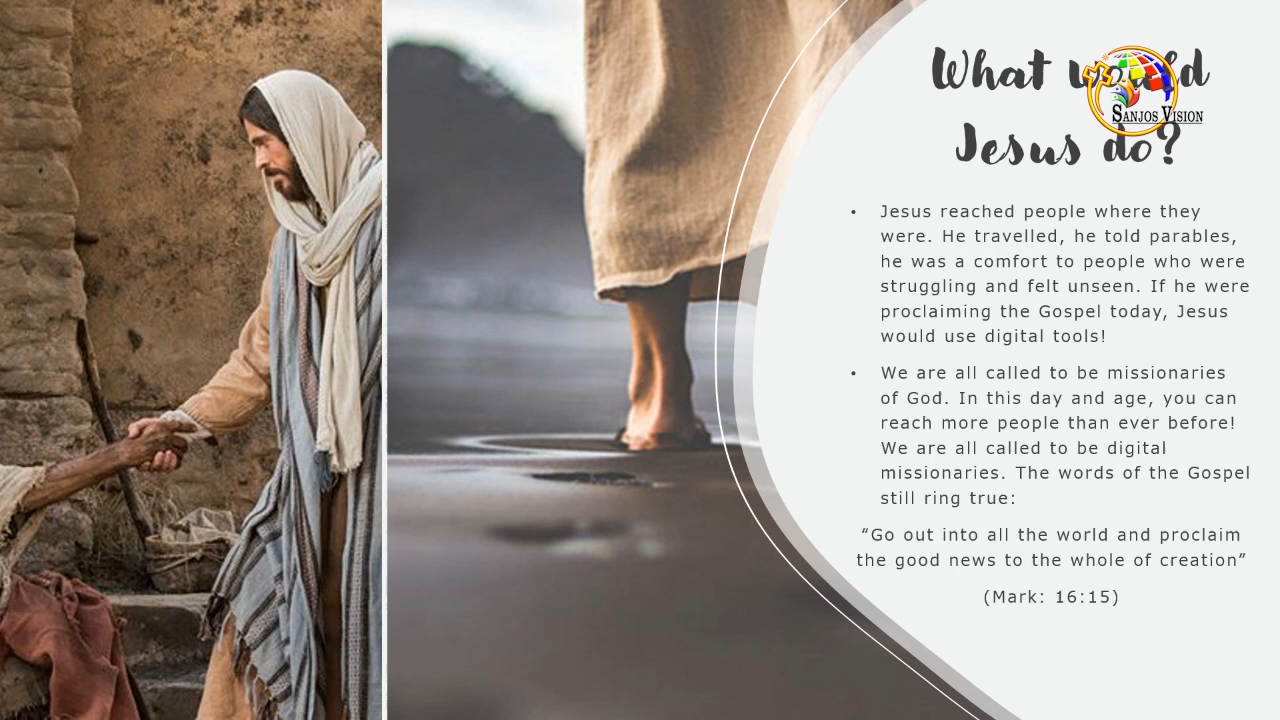 What would
Jesus do?
SANJOS VISION
• Jesus reached people where they
were. He travelled, he told parables,
he was a comfort to people who were
struggling and felt unseen. If he were
proclaiming the Gospel today, Jesus
would use digital tools!
• We are all called to be missionaries
of God. In this day and age, you can
reach more people than ever before!
We are all called to be digital
missionaries. The words of the Gospel
still ring true:
“Go out into all the world and proclaim
the good news to the whole of creation”
(Mark: 16:15)